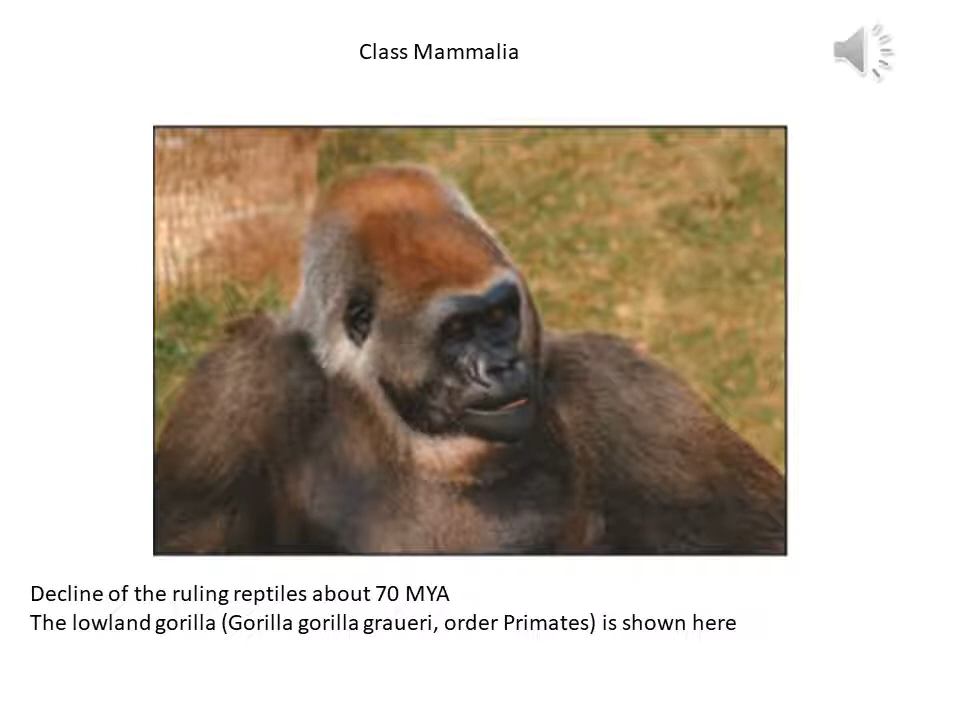 Class Mammalia
Decline of the ruling reptiles about 70 MYA
The lowland gorilla (Gorilla gorilla graueri, order Primates) is shown here